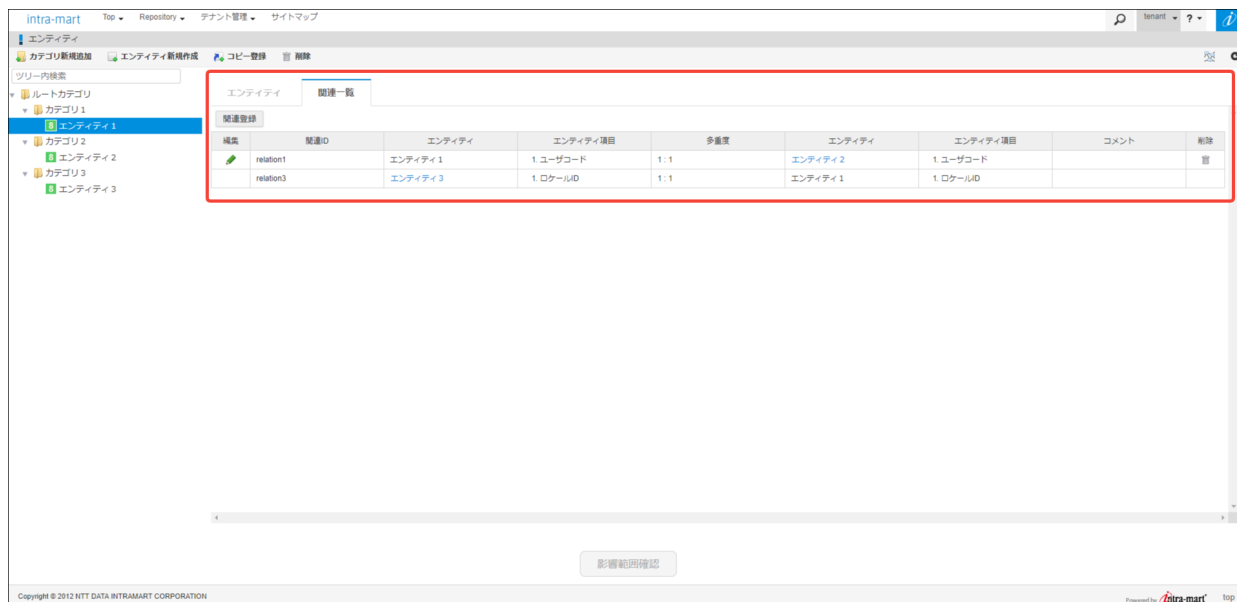 intra-mart Top Repository テナント管理 サイトマップ tenant ?
エンティティ
カテゴリ新規追加 エンティティ新規作成 コピー登録 削除
ツリー内検索
ルートカテゴリ
カテゴリ1
エンティティ1
カテゴリ2
エンティティ2
カテゴリ3
エンティティ3
エンティティ 関連一覧
関連登録
編集 関連ID エンティティ エンティティ項目 多重度 エンティティ エンティティ項目 コメント 削除
relation1 エンティティ1 1. ユーザコード 1 : 1 エンティティ2 1. ユーザコード
relation3 エンティティ3 1. ロケールID 1 : 1 エンティティ1 1. ロケールID
影響範囲確認
Copyright © 2012 NTT DATA INTRAMART CORPORATION Powered by intra-mart top